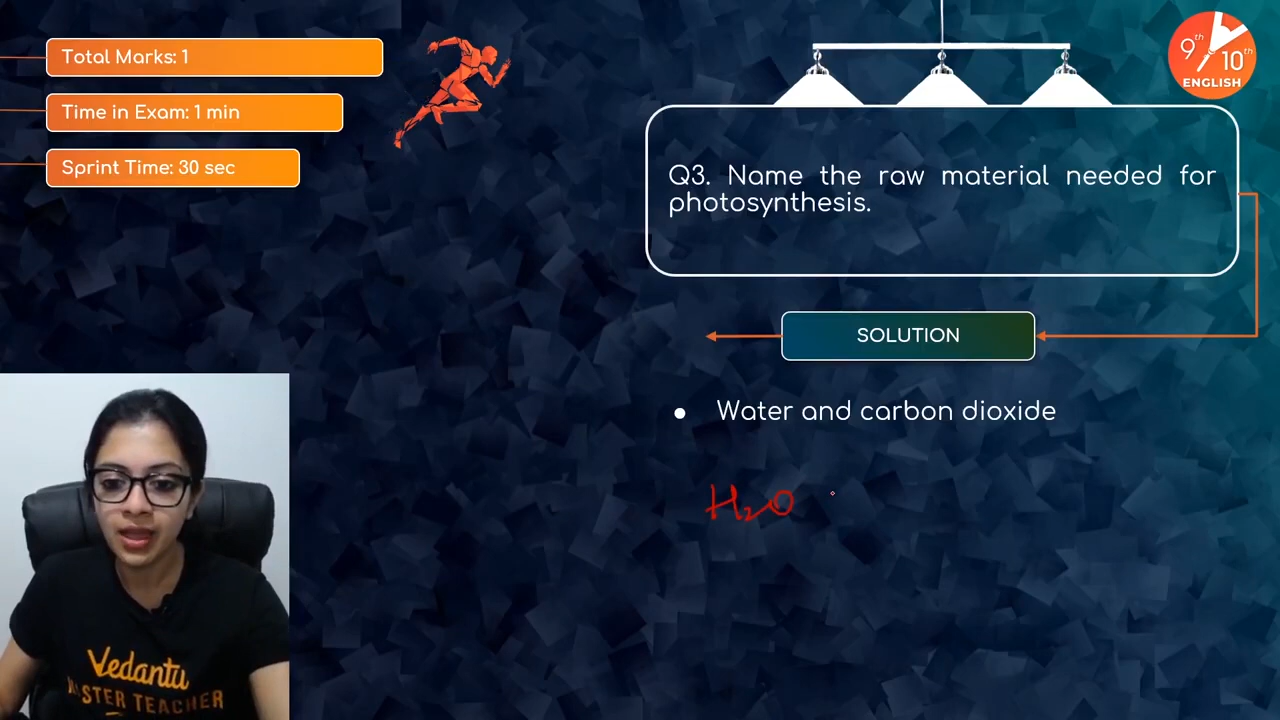 Total Marks: 1
Time in Exam: 1 min
Sprint Time: 30 sec
9th 10th
ENGLISH
Q3. Name the raw material needed for
photosynthesis.
SOLUTION
● Water and carbon dioxide
H₂O
Vedantu
MASTER TEACHER